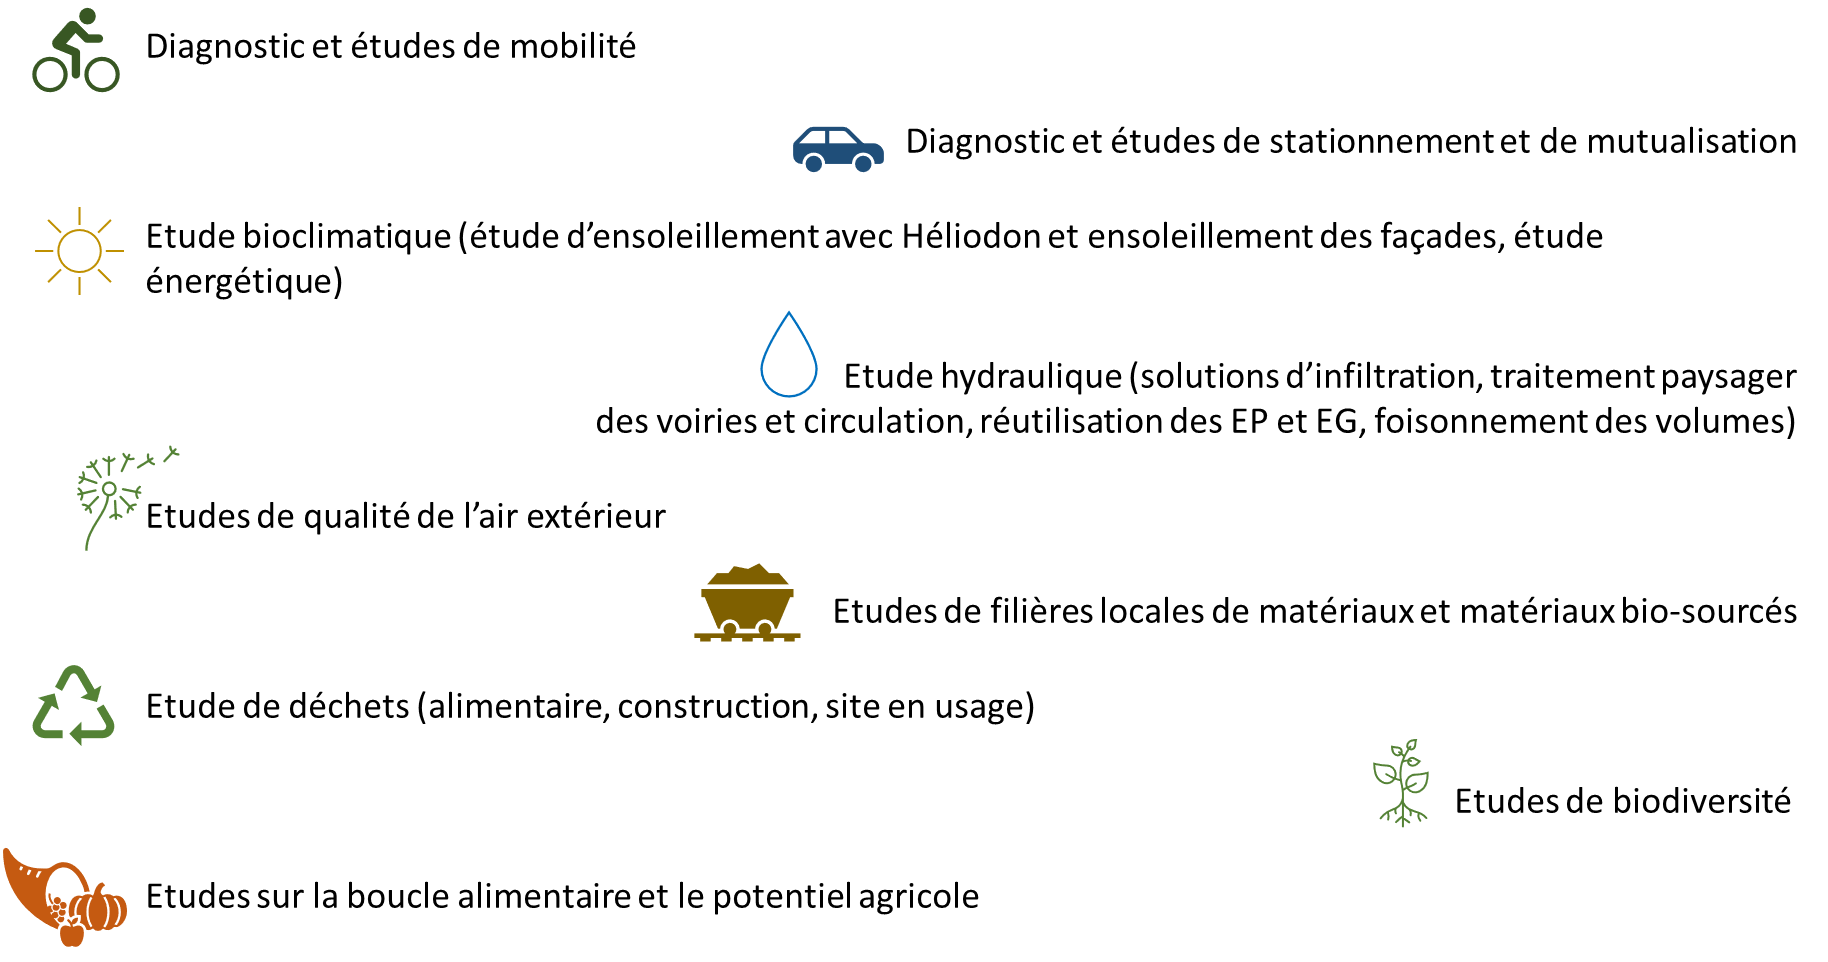 Diagnostic et études de mobilité
Diagnostic et études de stationnement et de mutualisation
Etude bioclimatique (étude d’ensoleillement avec Héliodon et ensoleillement des façades, étude
énergétique)
Etude hydraulique (solutions d’infiltration, traitement paysager
des voiries et circulation, réutilisation des EP et EG, foisonnement des volumes)
Etudes de qualité de l’air extérieur
Etudes de filières locales de matériaux et matériaux bio-sourcés
Etude de déchets (alimentaire, construction, site en usage)
Etudes de biodiversité
Etudes sur la boucle alimentaire et le potentiel agricole